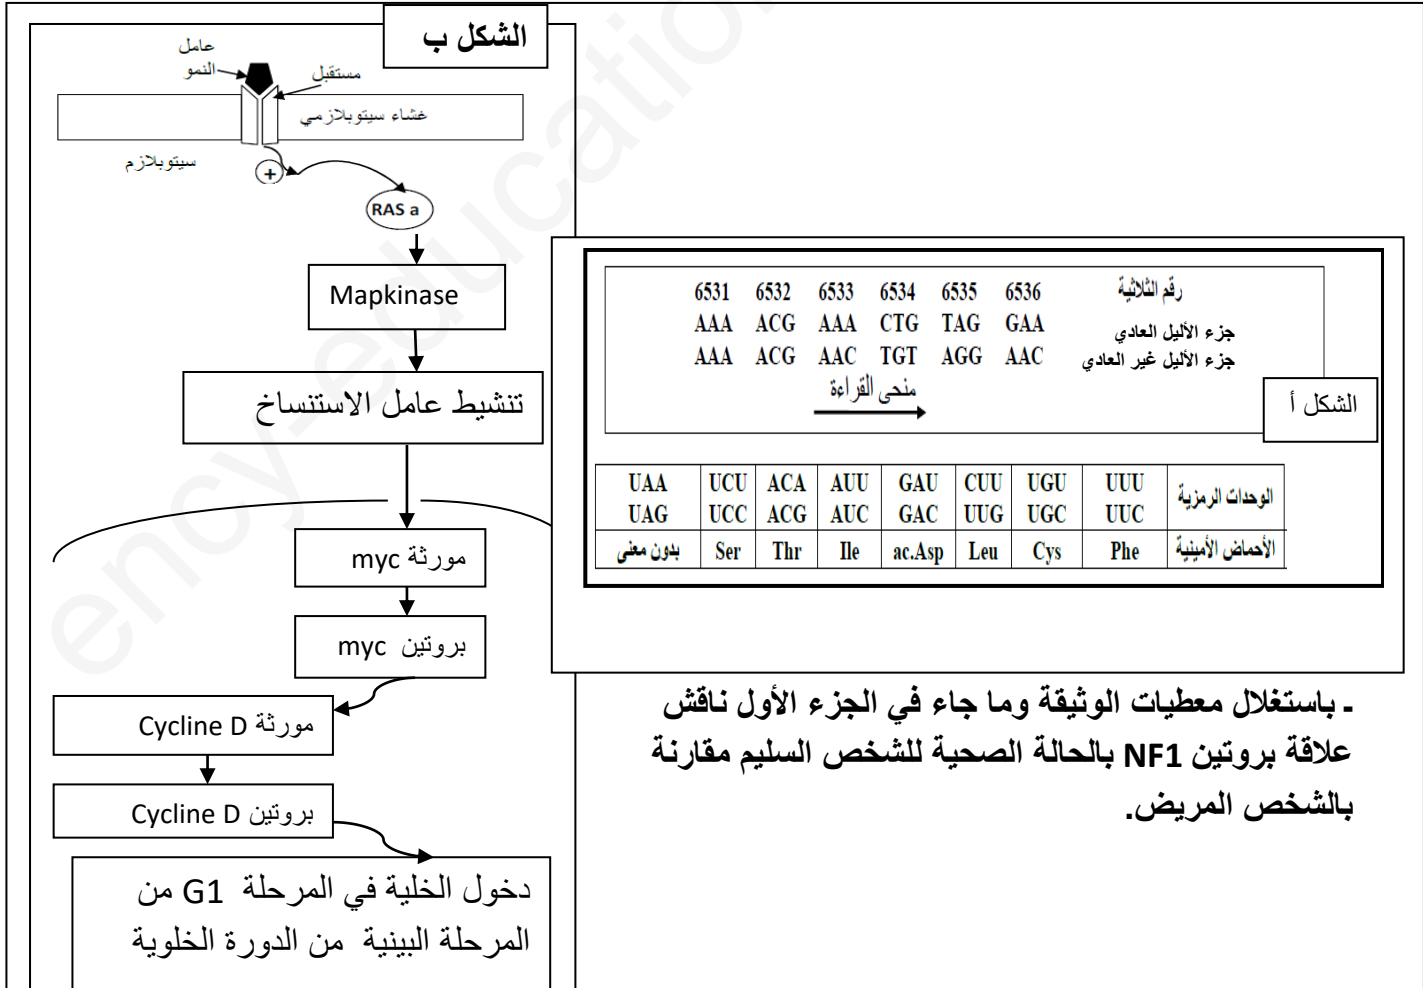 الشكل ب
عامل
النمو
مستقبل
غشاء سيتوبلازمي
سيتوبلازم
+
RAS a
Mapkinase
تنشيط عامل الاستنساخ
مورثة myc
بروتين myc
مورثة Cycline D
بروتين Cycline D
دخول الخلية في المرحلة G1 من
المرحلة البينية من الدورة الخلوية
رقم الثلاثية 6531 6532 6533 6534 6535 6536
جزء الأليل العادي AAA ACG AAA CTG TAG GAA
جزء الأليل غير العادي AAA ACG AAC TGT AGG AAC
منحى القراءة
الشكل أ
UAA UCU ACA AUU GAU CUU UGU UUU
الوحدات الرمزية
UAG UCC ACG AUC GAC UUG UGC UUC
بدون معنى Ser Thr Ile ac.Asp Leu Cys Phe الأحماض الأمينية
ـ باستغلال معطيات الوثيقة وما جاء في الجزء الأول ناقش
علاقة بروتين NF1 بالحالة الصحية للشخص السليم مقارنة
بالشخص المريض.
ency-education